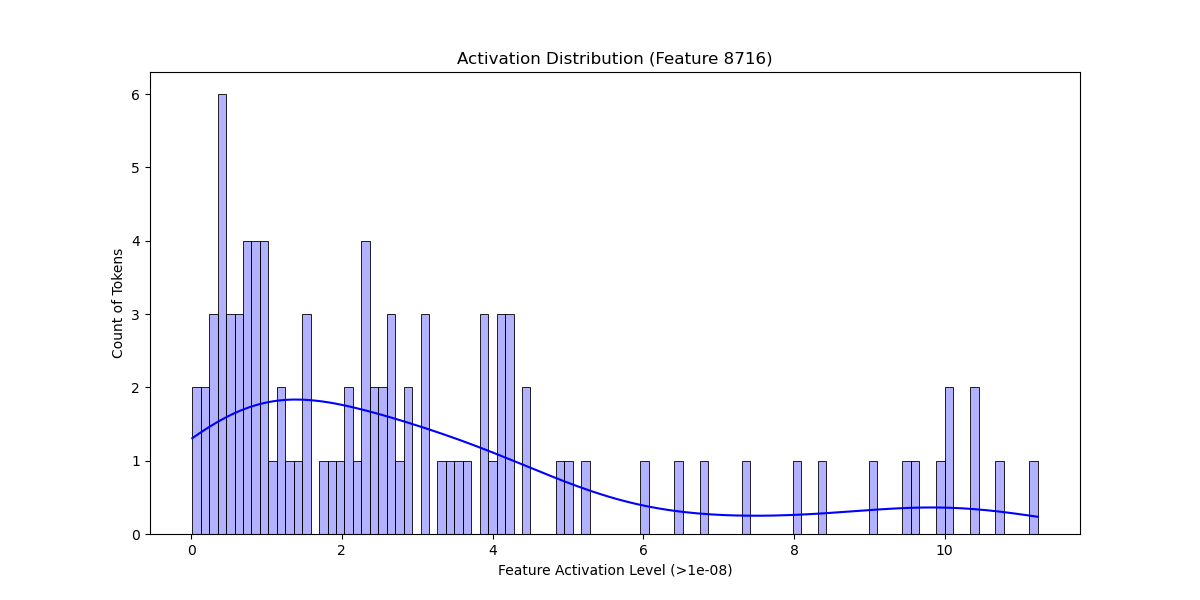 Activation Distribution (Feature 8716)
6
5
4
3
2
1
0
Count of Tokens
0 2 4 6 8 10
Feature Activation Level (>1e-08)